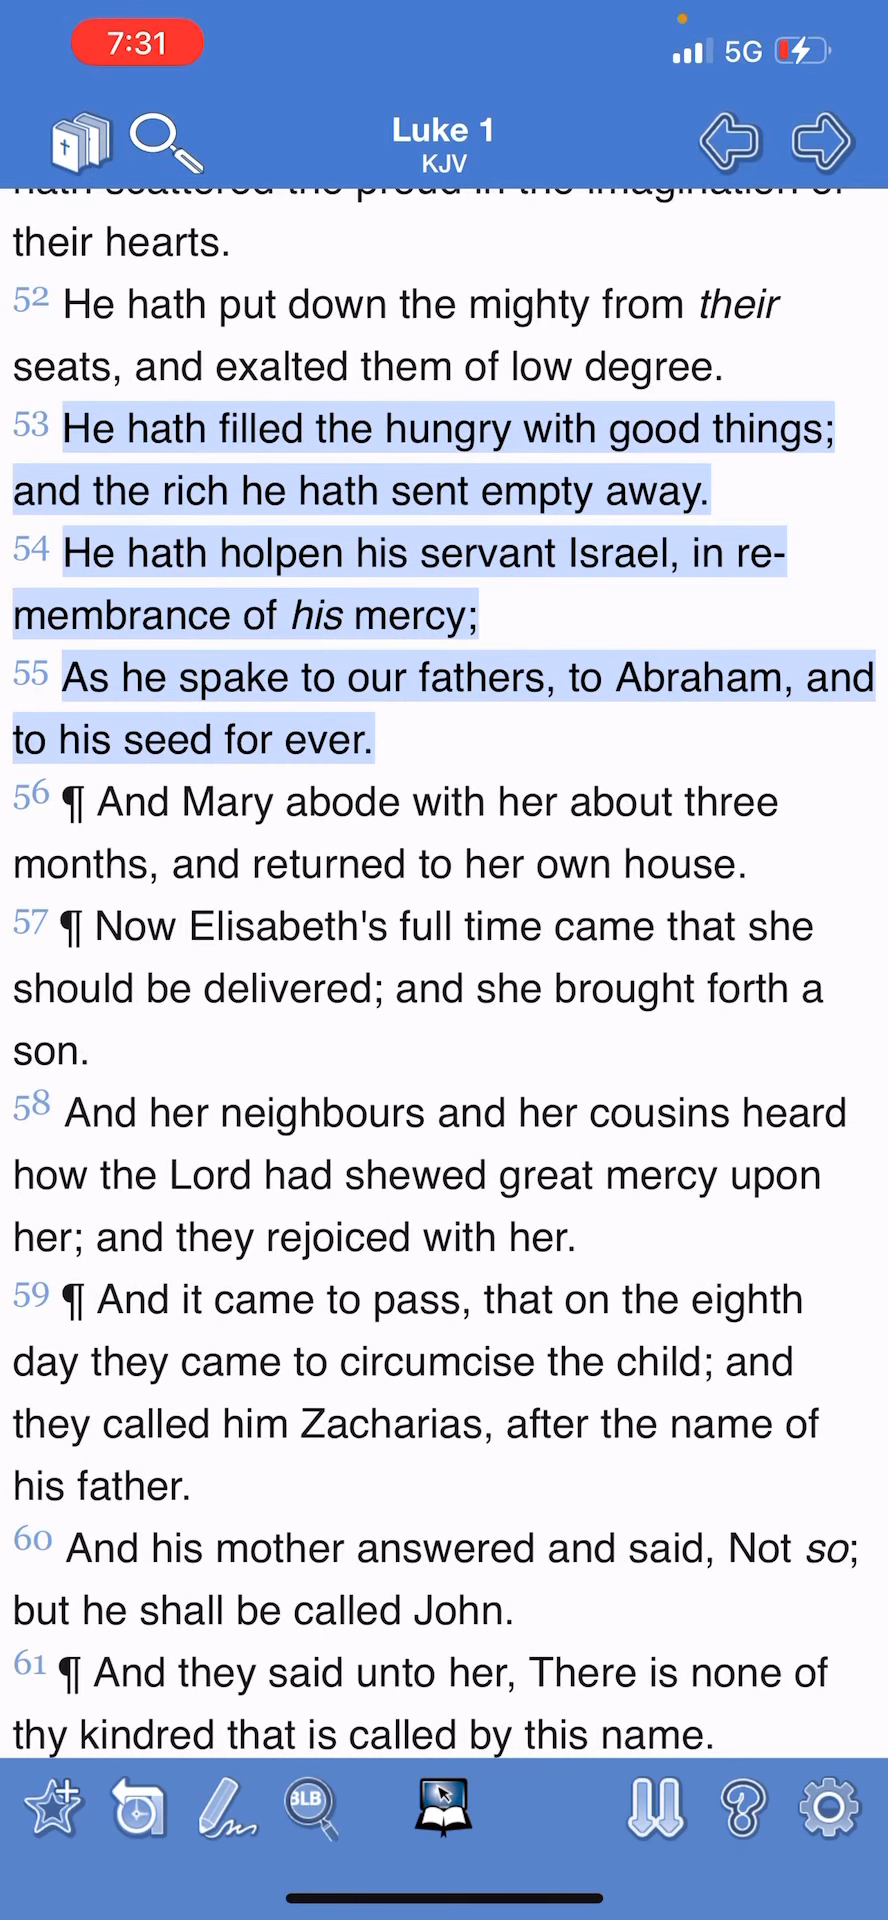 7:31
5G
Luke 1
KJV
hath scattered the proud in the imagination of
their hearts.
52 He hath put down the mighty from their
seats, and exalted them of low degree.
53 He hath filled the hungry with good things;
and the rich he hath sent empty away.
54 He hath holpen his servant Israel, in re-
membrance of his mercy;
55 As he spake to our fathers, to Abraham, and
to his seed for ever.
56 ¶ And Mary abode with her about three
months, and returned to her own house.
57 ¶ Now Elisabeth's full time came that she
should be delivered; and she brought forth a
son.
58 And her neighbours and her cousins heard
how the Lord had shewed great mercy upon
her; and they rejoiced with her.
59 ¶ And it came to pass, that on the eighth
day they came to circumcise the child; and
they called him Zacharias, after the name of
his father.
60 And his mother answered and said, Not so;
but he shall be called John.
61 ¶ And they said unto her, There is none of
thy kindred that is called by this name.
BLB